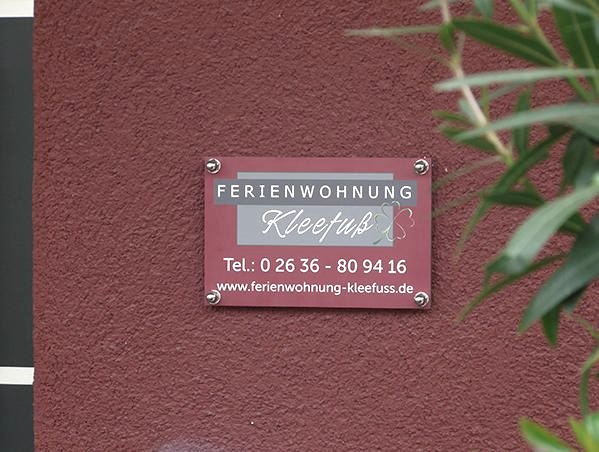 FERIENWOHNUNG
Kleefuß
Tel.: 0 26 36 - 80 94 16
www.ferienwohnung-kleefuss.de